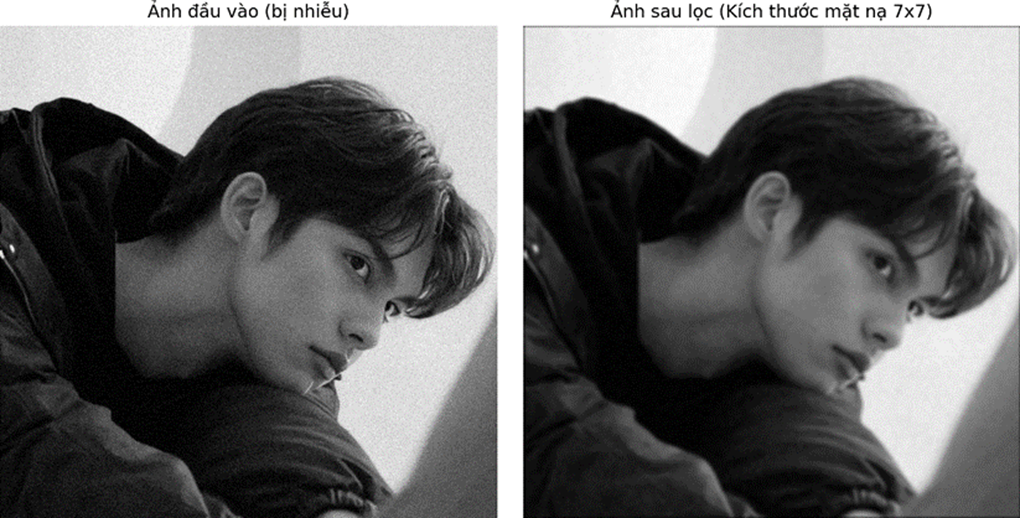 Ảnh đầu vào (bị nhiễu)
Ảnh sau lọc (Kích thước mặt nạ 7x7)